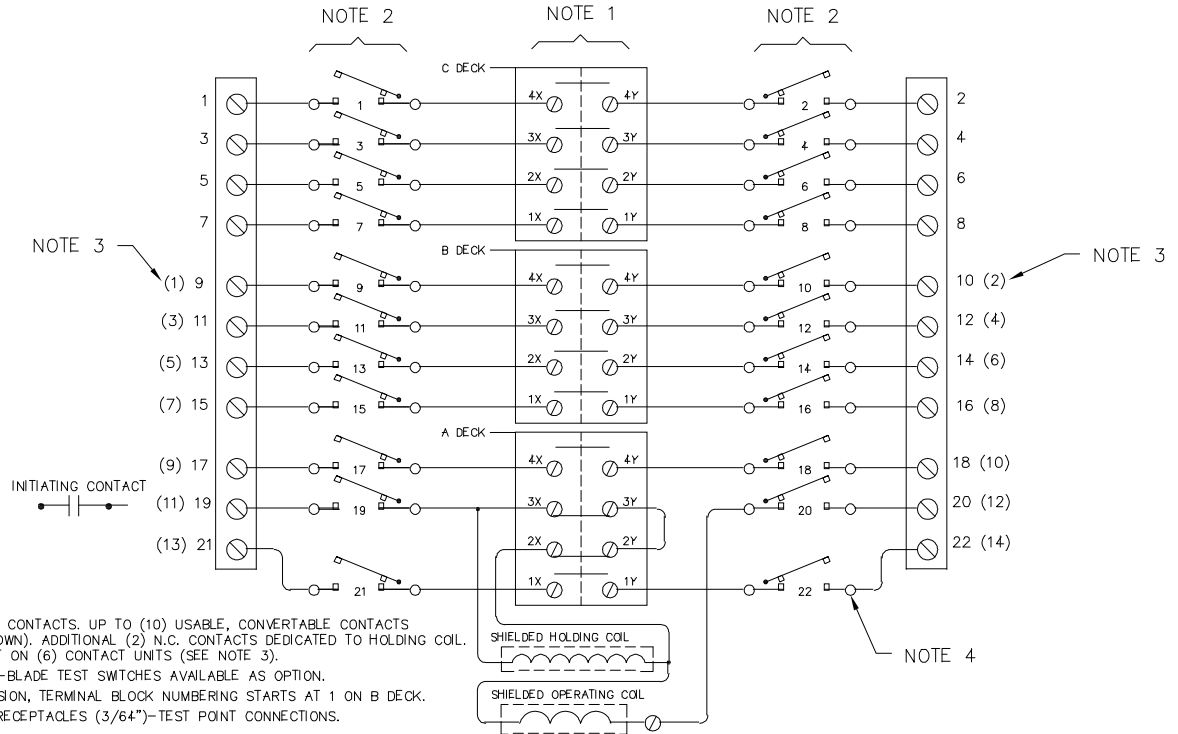 NOTE 2 NOTE 1 NOTE 2
C DECK
1 1 4X 4Y 2 2
3 3 3X 3Y 4 4
5 5 2X 2Y 6 6
7 7 1X 1Y 8 8
NOTE 3 NOTE 3
B DECK
(1) 9 9 4X 4Y 10 10 (2)
(3) 11 11 3X 3Y 12 12 (4)
(5) 13 13 2X 2Y 14 14 (6)
(7) 15 15 1X 1Y 16 16 (8)
A DECK
(9) 17 17 4X 4Y 18 18 (10)
INITIATING CONTACT
(11) 19 19 3X 3Y 20 20 (12)
(13) 21 2X 2Y 22 (14)
21 1X 1Y 22
CONTACTS. UP TO (10) USABLE, CONVERTABLE CONTACTS
OWN). ADDITIONAL (2) N.C. CONTACTS DEDICATED TO HOLDING COIL.
ON (6) CONTACT UNITS (SEE NOTE 3).
-BLADE TEST SWITCHES AVAILABLE AS OPTION.
SION, TERMINAL BLOCK NUMBERING STARTS AT 1 ON B DECK.
RECEPTACLES (3/64")-TEST POINT CONNECTIONS.
SHIELDED HOLDING COIL
NOTE 4
SHIELDED OPERATING COIL